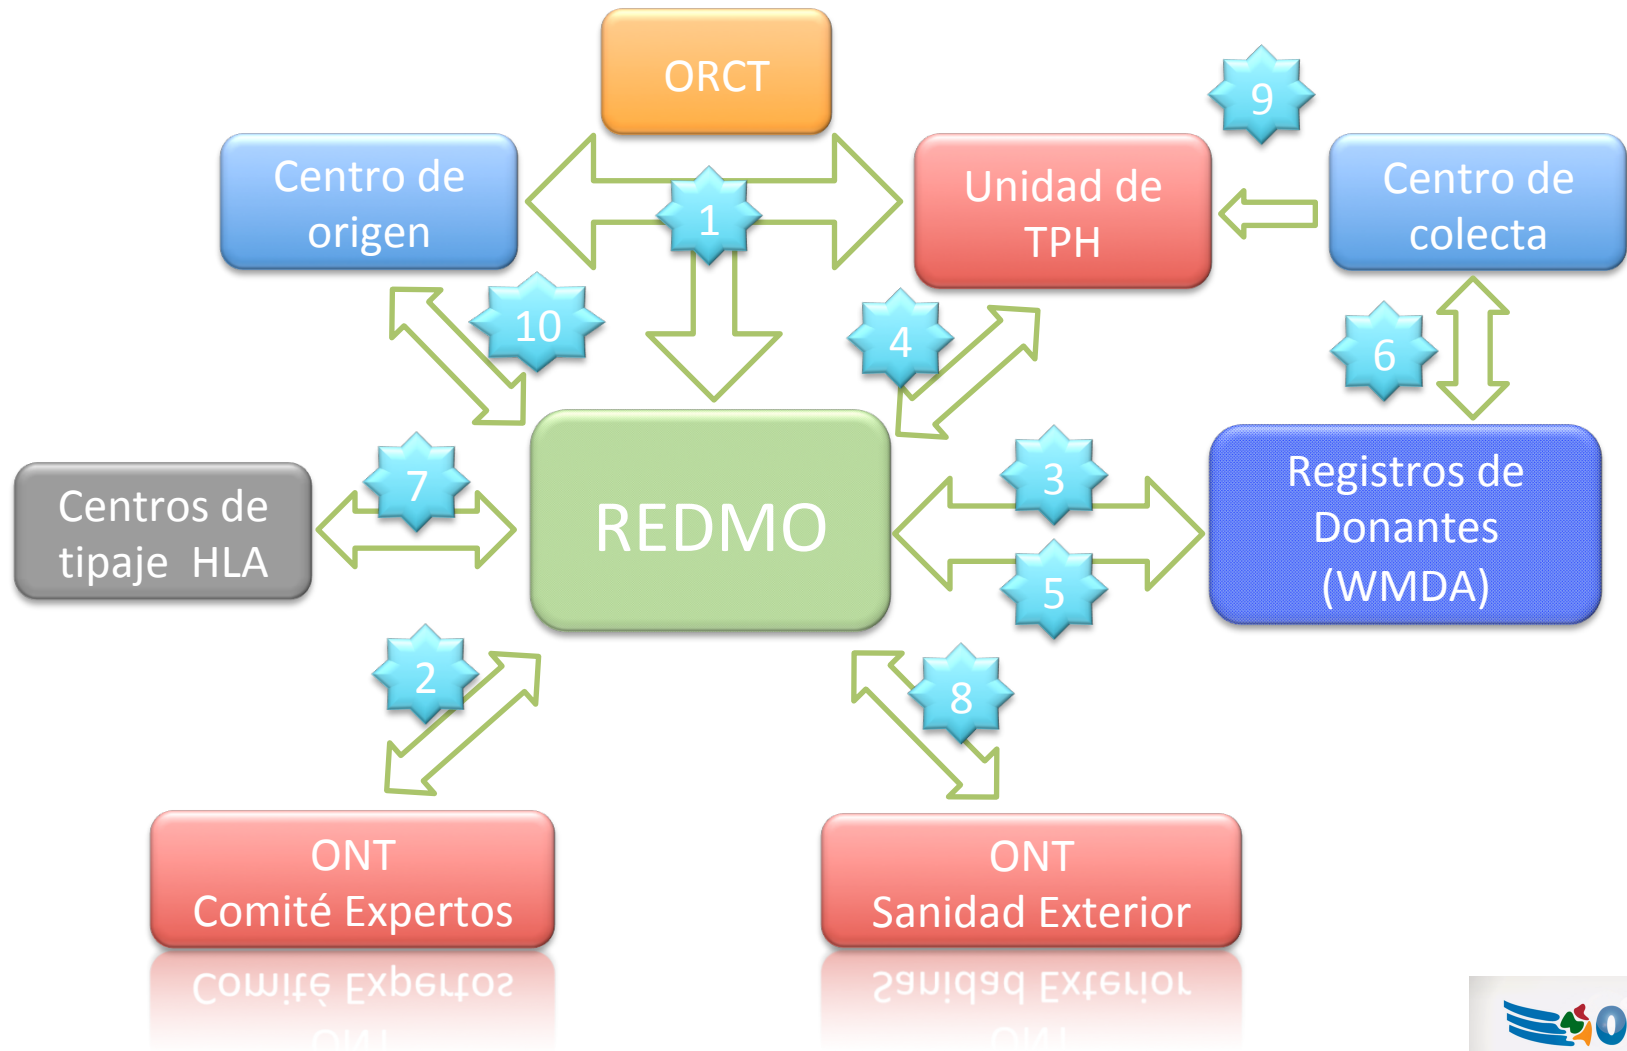 ORCT
9
Centro de
origen
1
Unidad de
TPH
Centro de
colecta
10
4
6
Centros de
tipaje HLA
7
REDMO
3
5
Registros de
Donantes
(WMDA)
2
8
ONT
Comité Expertos
ONT
Sanidad Exterior